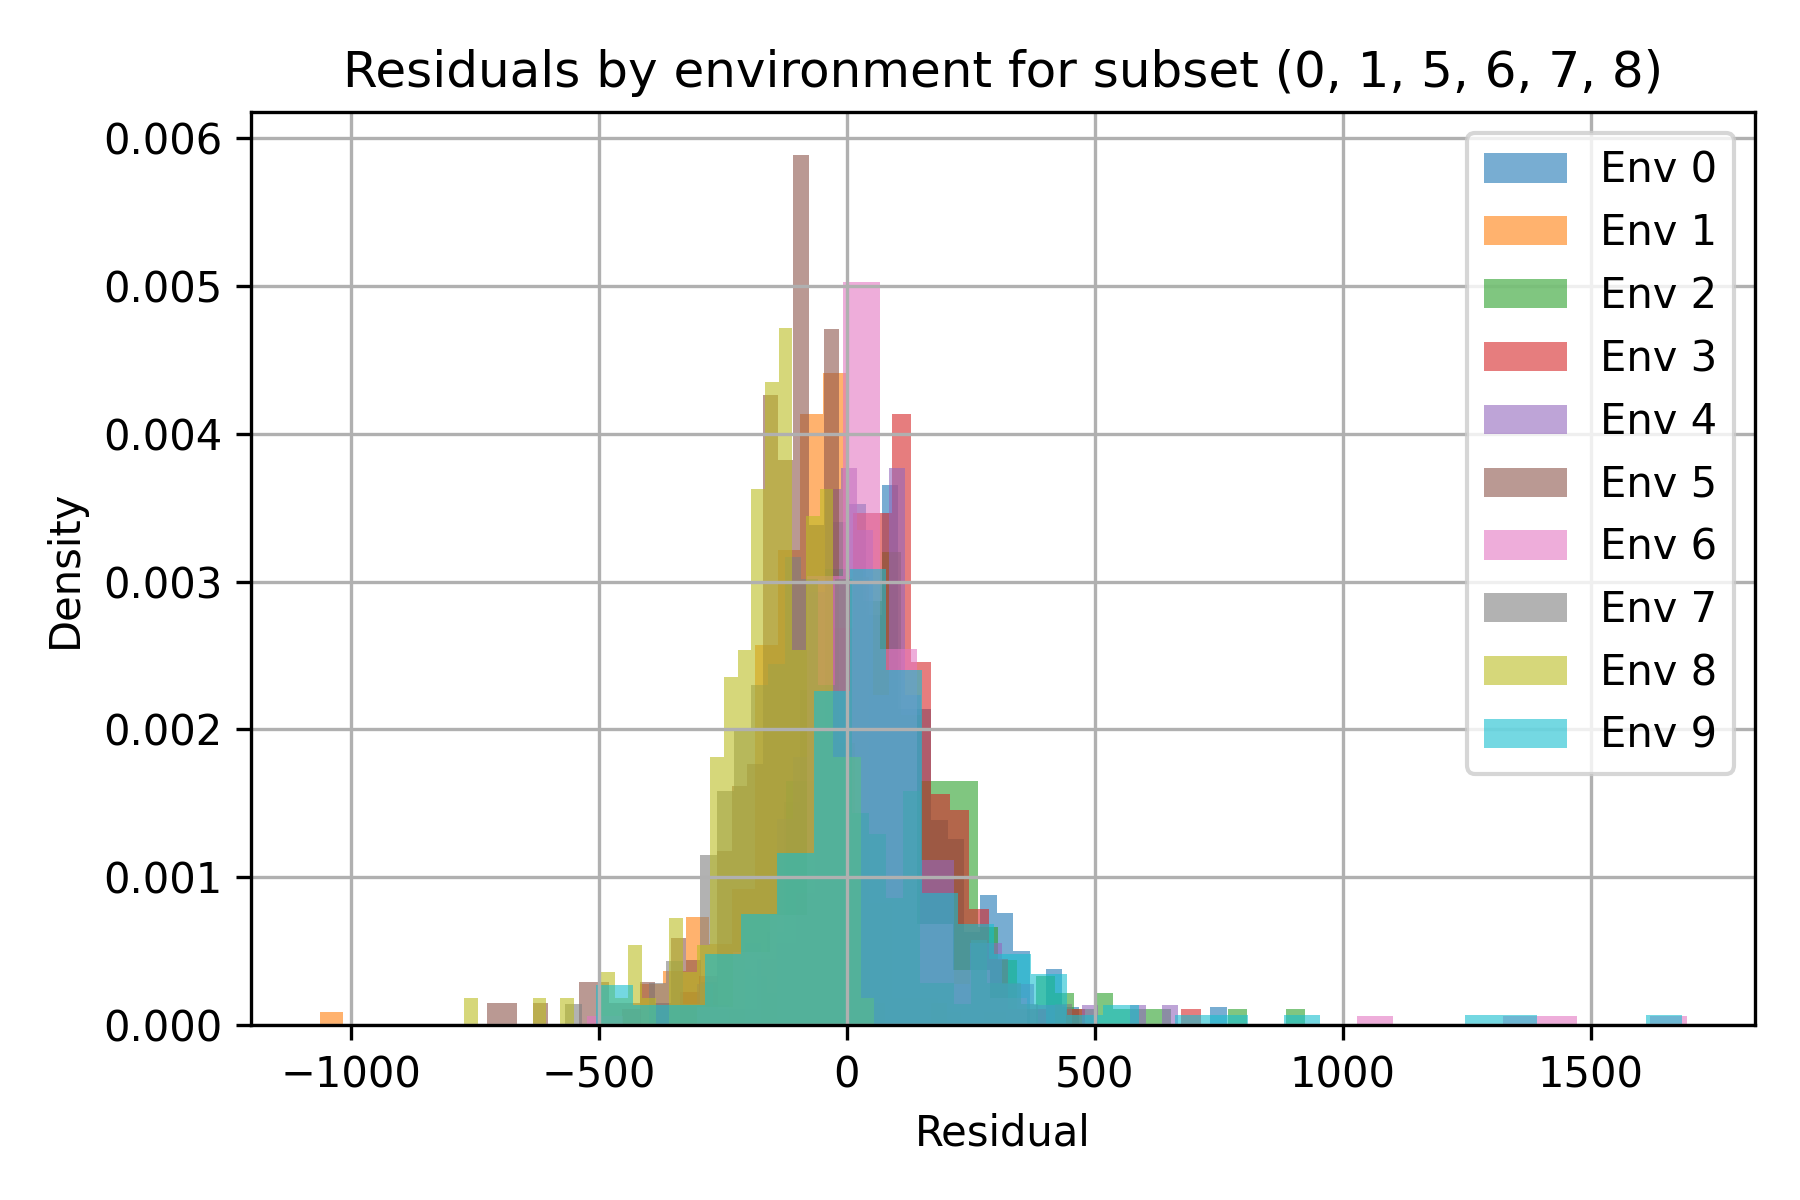 Residuals by environment for subset (0, 1, 5, 6, 7, 8)
0.006
0.005
0.004
0.003
0.002
0.001
0.000
Density
−1000
−500
0
500
1000
1500
Residual
Env 0
Env 1
Env 2
Env 3
Env 4
Env 5
Env 6
Env 7
Env 8
Env 9